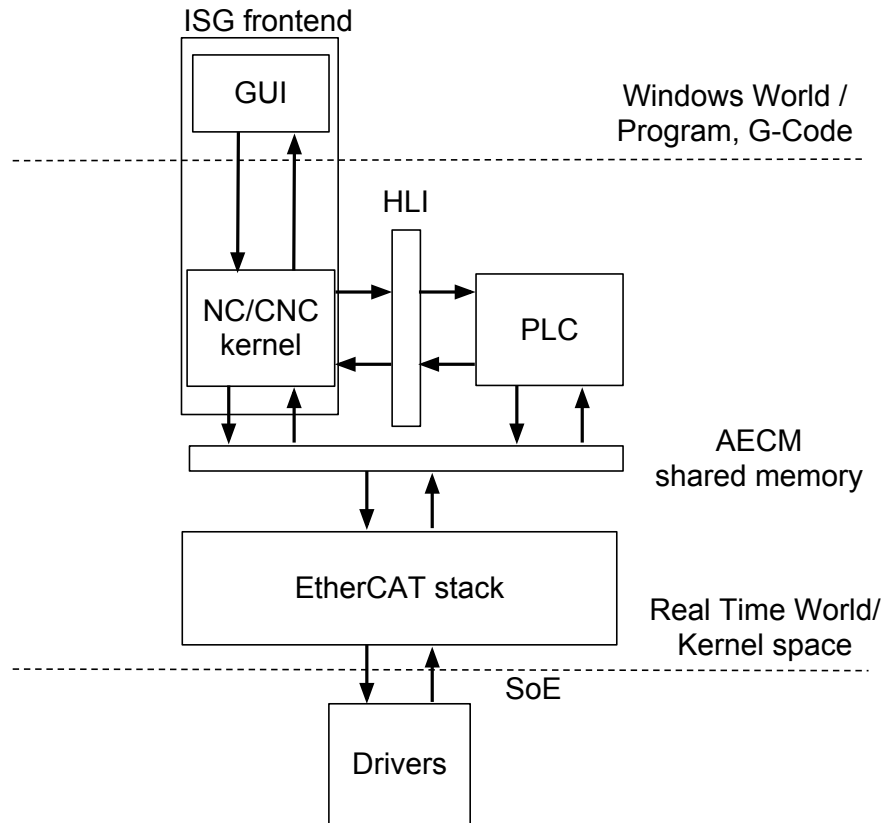 ISG frontend
GUI
Windows World /
Program, G-Code
HLI
NC/CNC
kernel
PLC
AECM
shared memory
EtherCAT stack
Real Time World/
Kernel space
SoE
Drivers